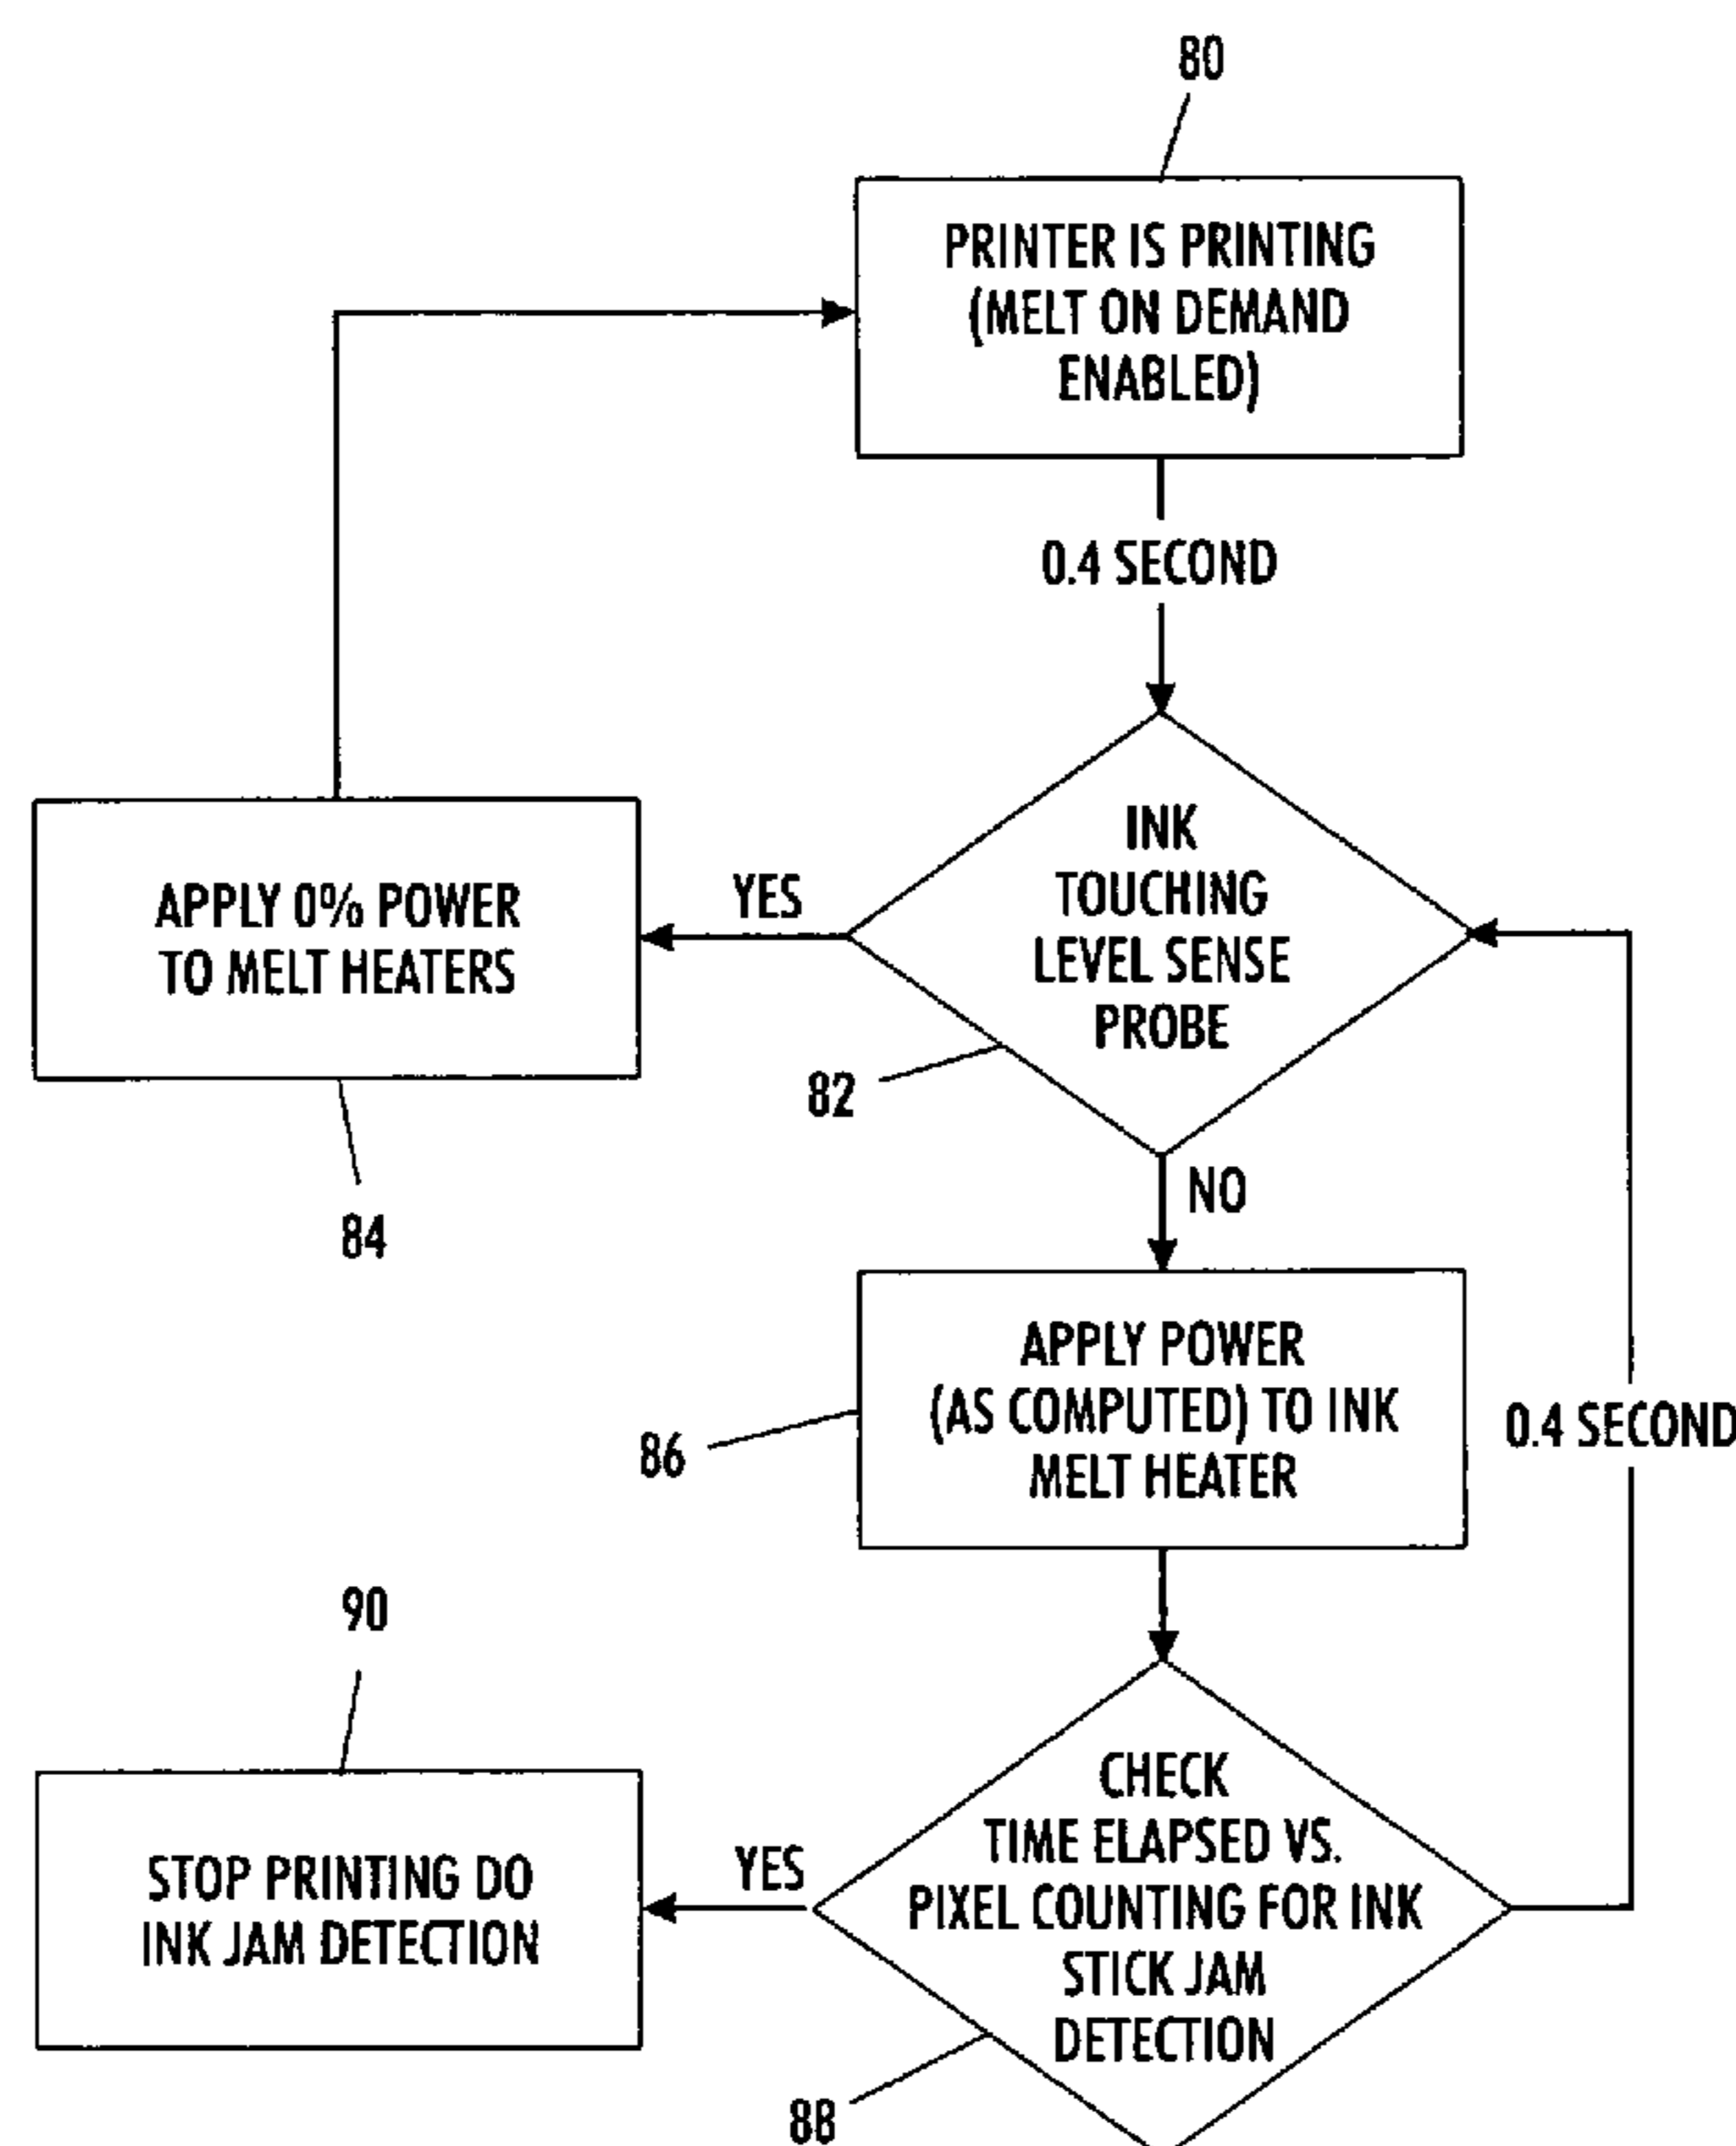 80
PRINTER IS PRINTING
(MELT ON DEMAND
ENABLED)
0.4 SECOND
INK
TOUCHING
LEVEL SENSE
PROBE
82
YES
APPLY 0% POWER
TO MELT HEATERS
84
NO
APPLY POWER
(AS COMPUTED) TO INK
MELT HEATER
86
0.4 SECOND
CHECK
TIME ELAPSED VS.
PIXEL COUNTING FOR INK
STICK JAM
DETECTION
88
YES
90
STOP PRINTING DO
INK JAM DETECTION